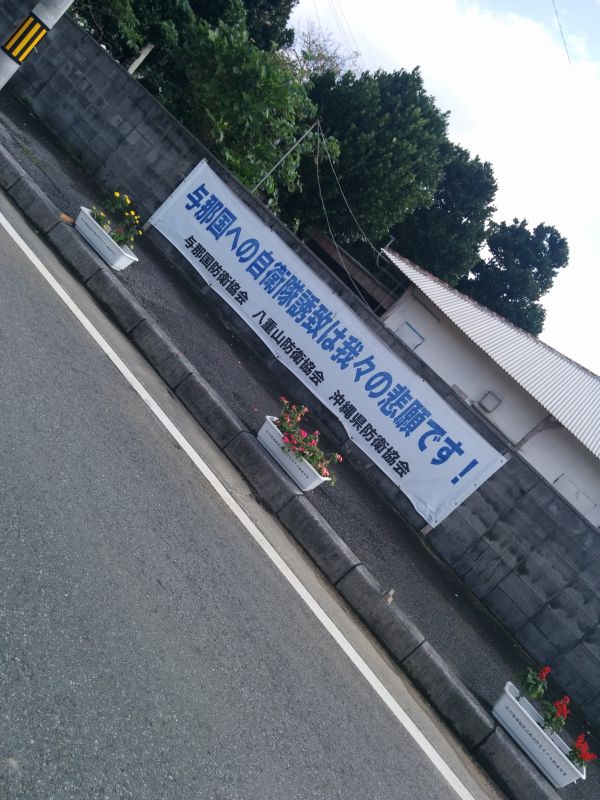 与那国への自衛隊誘致は我々の悲願です！
与那国防衛協会　八重山防衛協会　沖縄県防衛協会